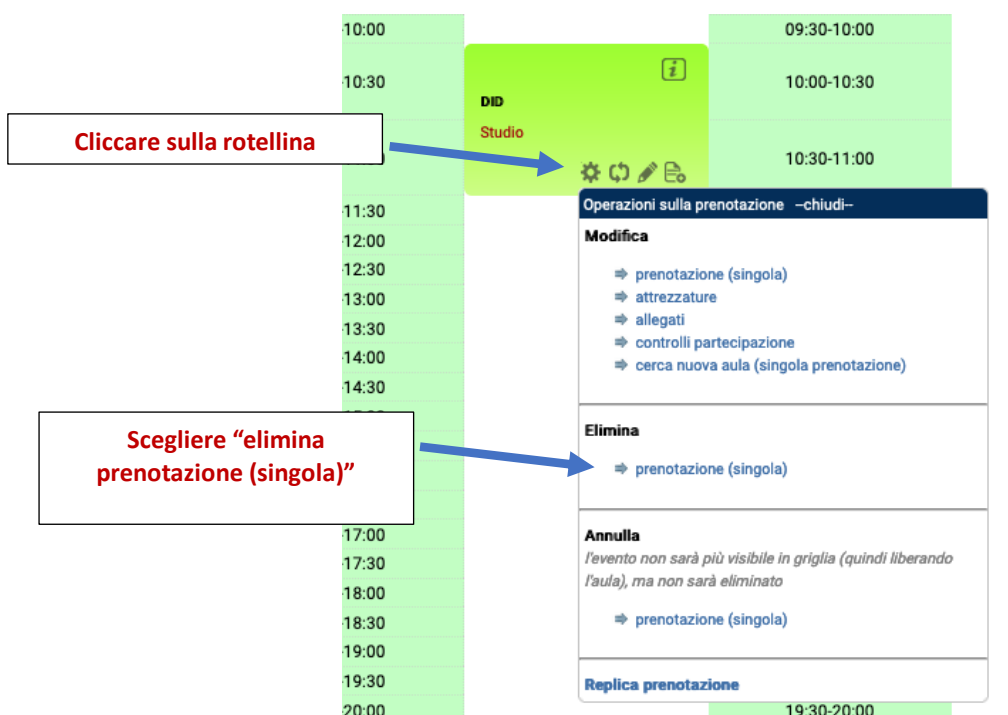 -10:00
09:30-10:00
-10:30
10:00-10:30
DID
Studio
Cliccare sulla rotellina
10:30-11:00
Operazioni sulla prenotazione –chiudi–
-11:30
Modifica
-12:00
-12:30
prenotazione (singola)
-13:00
attrezzature
-13:30
allegati
controlli partecipazione
-14:00
cerca nuova aula (singola prenotazione)
-14:30
Scegliere “elimina
prenotazione (singola)”
Elimina
prenotazione (singola)
-17:00
Annulla
-17:30
l'evento non sarà più visibile in griglia (quindi liberando
l'aula), ma non sarà eliminato
-18:00
-18:30
prenotazione (singola)
-19:00
-19:30
Replica prenotazione
-20:00
19:30-20:00